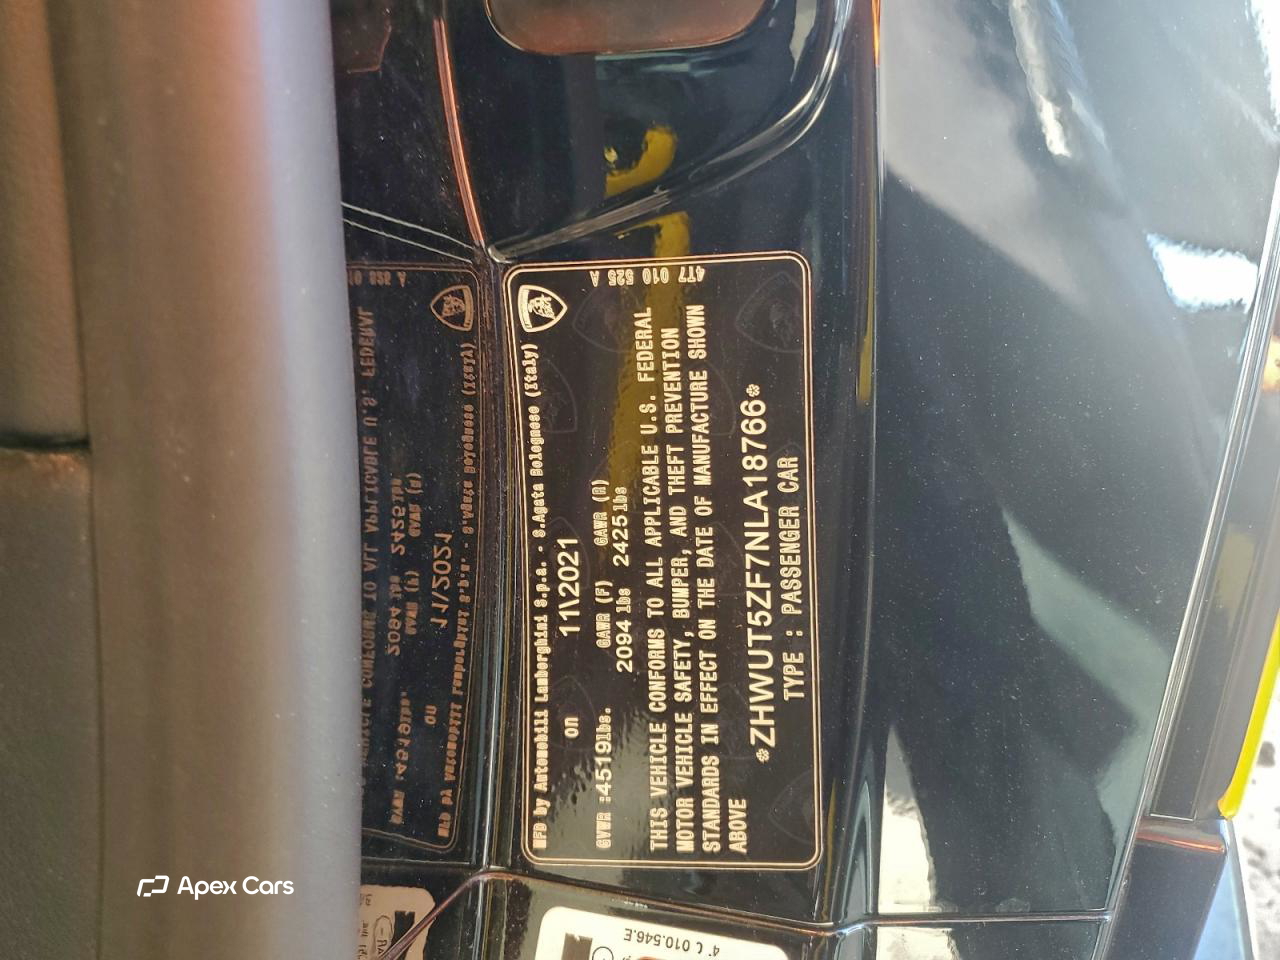 4T7 010 525 A
MFD by Automobili Lamborghini S.p.a. - S.Agata Bolognese (Italy)
on 11\2021
GVWR :4519lbs. GAWR (F) GAWR (R)
2094 lbs 2425lbs
THIS VEHICLE CONFORMS TO ALL APPLICABLE U.S. FEDERAL
MOTOR VEHICLE SAFETY, BUMPER, AND THEFT PREVENTION
STANDARDS IN EFFECT ON THE DATE OF MANUFACTURE SHOWN
ABOVE
*ZHWUT5ZF7NLA18766*
TYPE : PASSENGER CAR
010.546.E
Apex Cars